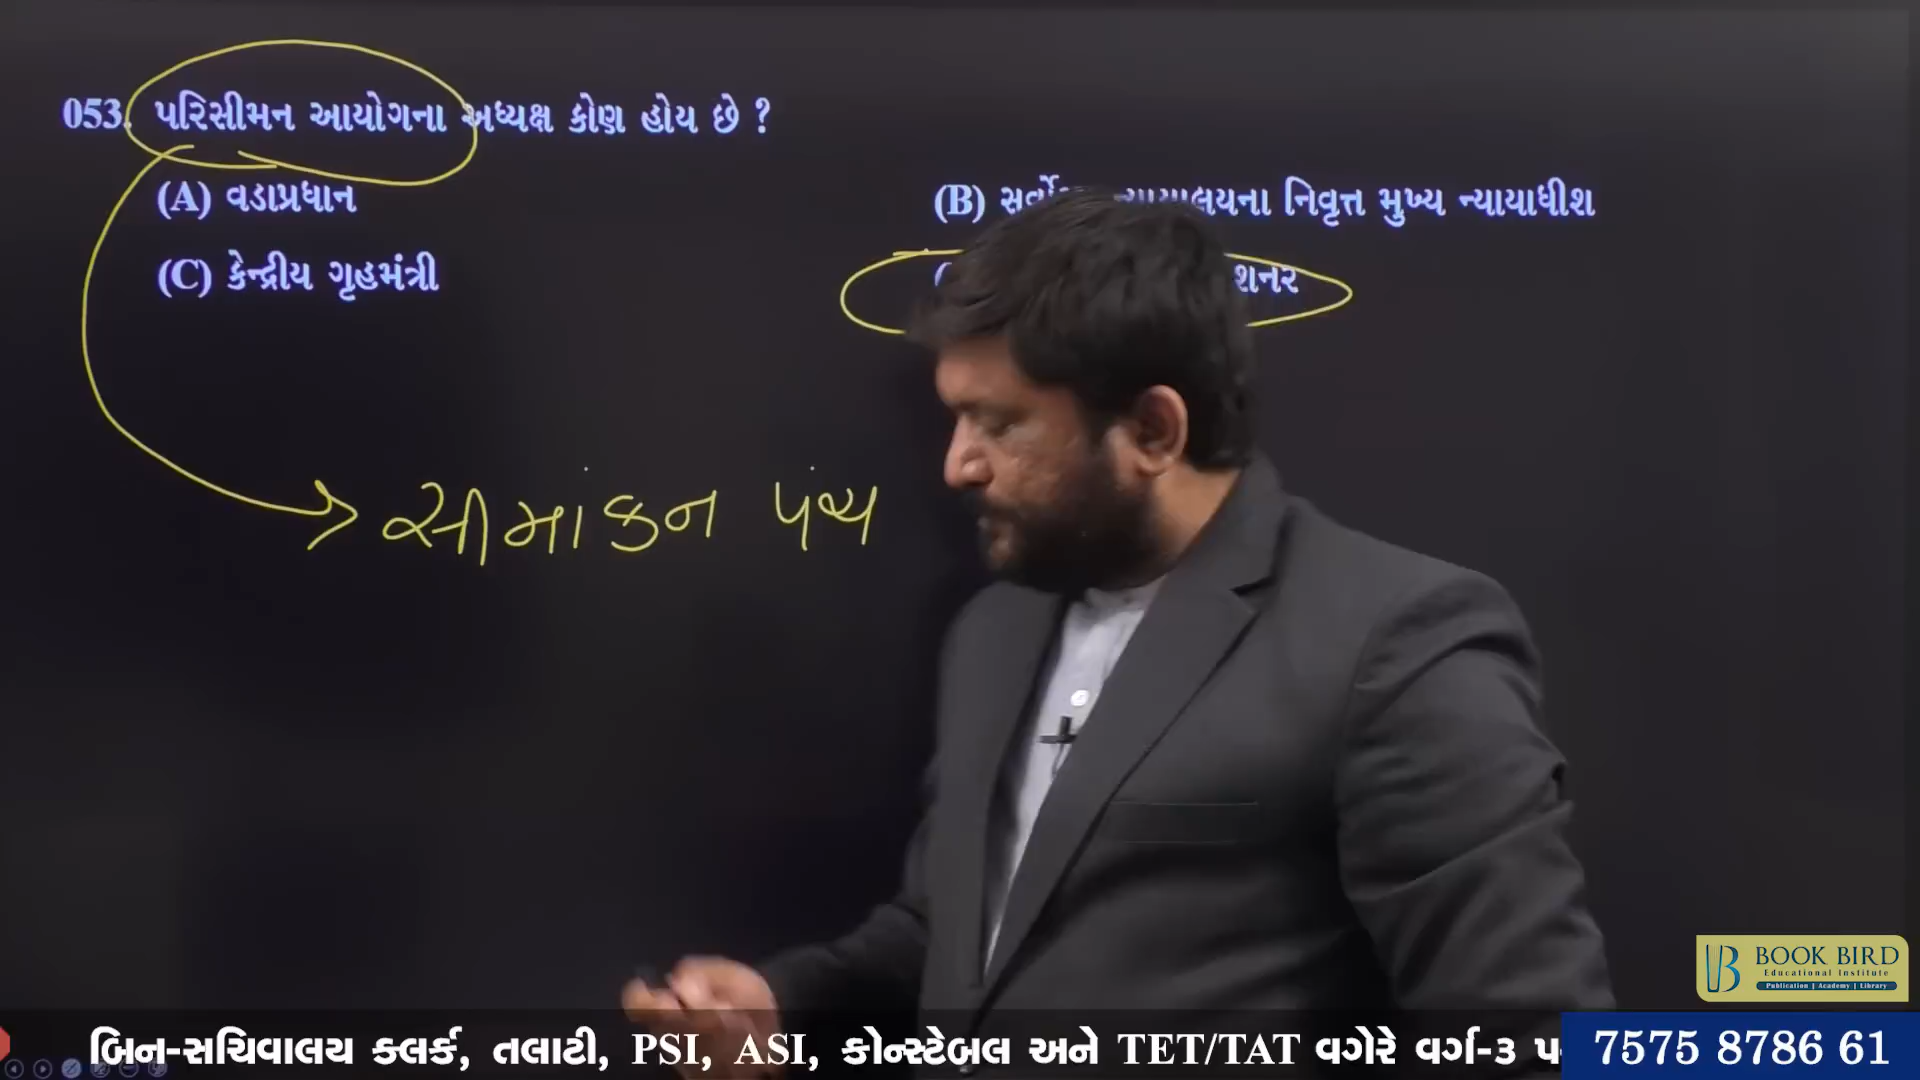 053. પરિસીમન આયોગના અધ્યક્ષ કોણ હોય છે ?
(A) વડાપ્રધાન
(B) ન્યાયાલયના નિવૃત્ત મુખ્ય ન્યાયાધીશ
(C) કેન્દ્રીય ગૃહમંત્રી
સીમાંકન પંચ
BOOK BIRD
Educational Institute
Publication | Academy | Library
બિન-સચિવાલય ક્લર્ક, તલાટી, PSI, ASI, કોન્સ્ટેબલ અને TET/TAT વગેરે વર્ગ-૩
7575 8786 61